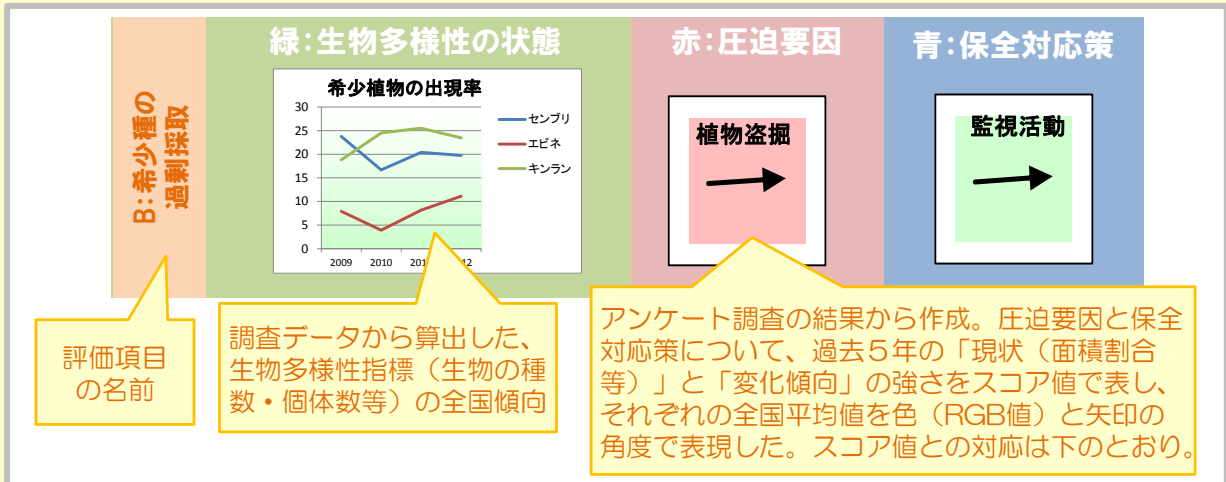 緑:生物多様性の状態
赤:圧迫要因
青:保全対応策
B:希少種の
過剰採取
希少植物の出現率
30
25
20
15
10
5
0
2009
2010
センブリ
エビネ
キンラン
植物盗掘
監視活動
評価項目
の名前
調査データから算出した、
生物多様性指標(生物の種
数・個体数等)の全国傾向
アンケート調査の結果から作成。圧迫要因と保全
対応策について、過去5年の「現状(面積割合
等)」と「変化傾向」の強さをスコア値で表し、
それぞれの全国平均値を色(RGB値)と矢印の
角度で表現した。スコア値との対応は下のとおり。